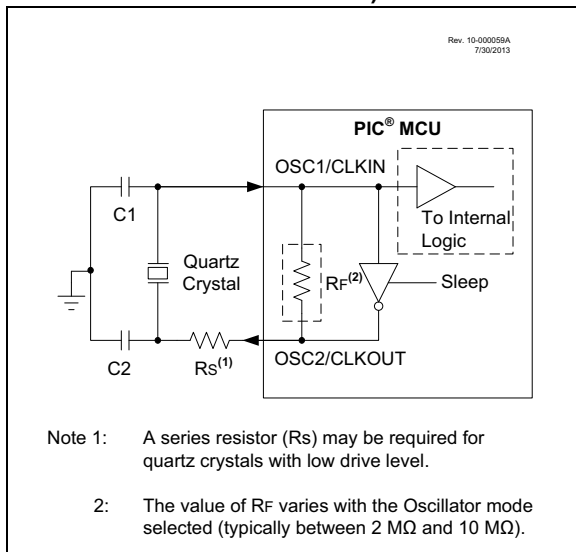 Rev. 10-000059A
7/30/2013
PIC® MCU
OSC1/CLKIN
C1
To Internal
Logic
Quartz
Crystal
RF(2)
Sleep
C2
RS(1)
OSC2/CLKOUT
Note 1: A series resistor (Rs) may be required for
quartz crystals with low drive level.
2: The value of RF varies with the Oscillator mode
selected (typically between 2 MΩ and 10 MΩ).